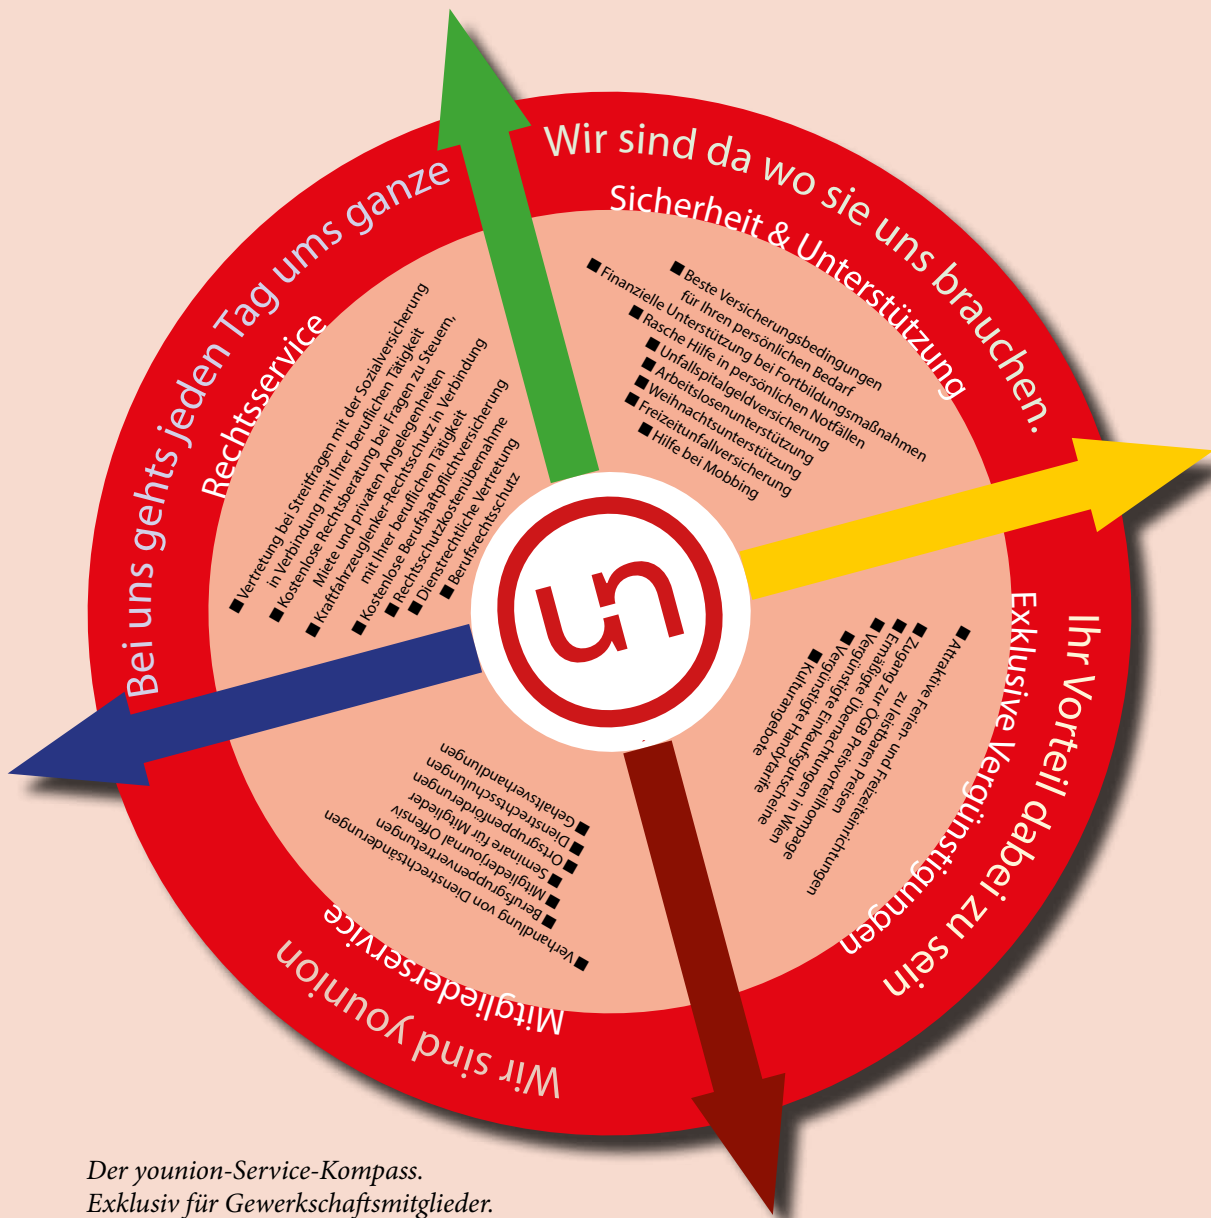 Bei uns gehts jeden Tag ums ganze
Rechtsservice
■ Vertretung bei Streitfragen mit der Sozialversicherung
in Verbindung mit Ihrer beruflichen Tätigkeit
■ Kostenlose Rechtsberatung bei Fragen zu Steuern,
Miete und privaten Angelegenheiten
■ Kraftfahrzeuglenker-Rechtsschutz in Verbindung
mit Ihrer beruflichen Tätigkeit
■ Kostenlose Berufshaftpflichtversicherung
■ Rechtsschutzkostenübernahme
■ Dienstrechtliche Vertretung
■ Berufsrechtsschutz
Wir sind da wo sie uns brauchen.
Sicherheit & Unterstützung
■ Beste Versicherungsbedingungen
für Ihren persönlichen Bedarf
■ Finanzielle Unterstützung bei Fortbildungsmaßnahmen
■ Rasche Hilfe in persönlichen Notfällen
■ Unfallspitalgeldversicherung
■ Arbeitslosenunterstützung
■ Weihnachtsunterstützung
■ Freizeitunfallversicherung
■ Hilfe bei Mobbing
Ihr Vorteil dabei zu sein
Exklusive Vergünstigungen
■ Attraktive Ferien- und Freizeiteinrichtungen
zu leistbaren Preisen
■ Zugang zur ÖGB Preisvorteilhompage
■ Ermäßigte Übernachtungen in Wien
■ Vergünstigte Einkaufsgutscheine
■ Vergünstigte Handytarife
■ Kulturangebote
Wir sind younion
Mitgliederservice
■ Verhandlung von Dienstrechtsänderungen
■ Berufsgruppenvertretungen
■ Mitgliederjournal Offensiv
■ Seminare für Mitglieder
■ Ortsgruppenförderungen
■ Dienstrechtsschulungen
■ Gehaltsverhandlungen
un
Der younion-Service-Kompass.
Exklusiv für Gewerkschaftsmitglieder.